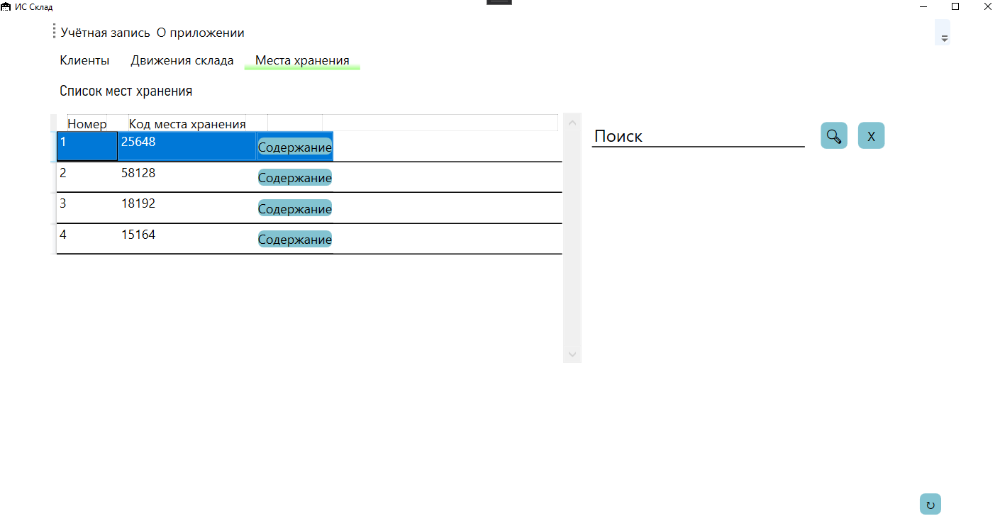 ИС Склад
Учётная запись О приложении
Клиенты Движения склада Места хранения
Список мест хранения
Номер Код места хранения
1 25648 Содержание
2 58128 Содержание
3 18192 Содержание
4 15164 Содержание
Поиск X